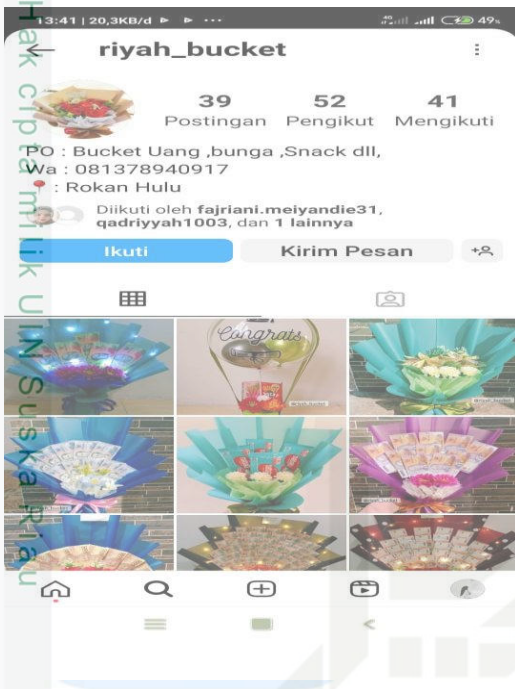 13:41 | 20,3KB/d
49%
riyah_bucket
39 52 41
Postingan Pengikut Mengikuti
PO : Bucket Uang ,bunga ,Snack dll,
Wa : 081378940917
: Rokan Hulu
Diikuti oleh fajriani.meiyandie31,
qadriyyah1003, dan 1 lainnya
Ikuti Kirim Pesan
Congrats
Hak cipta milik UIN Suska Riau